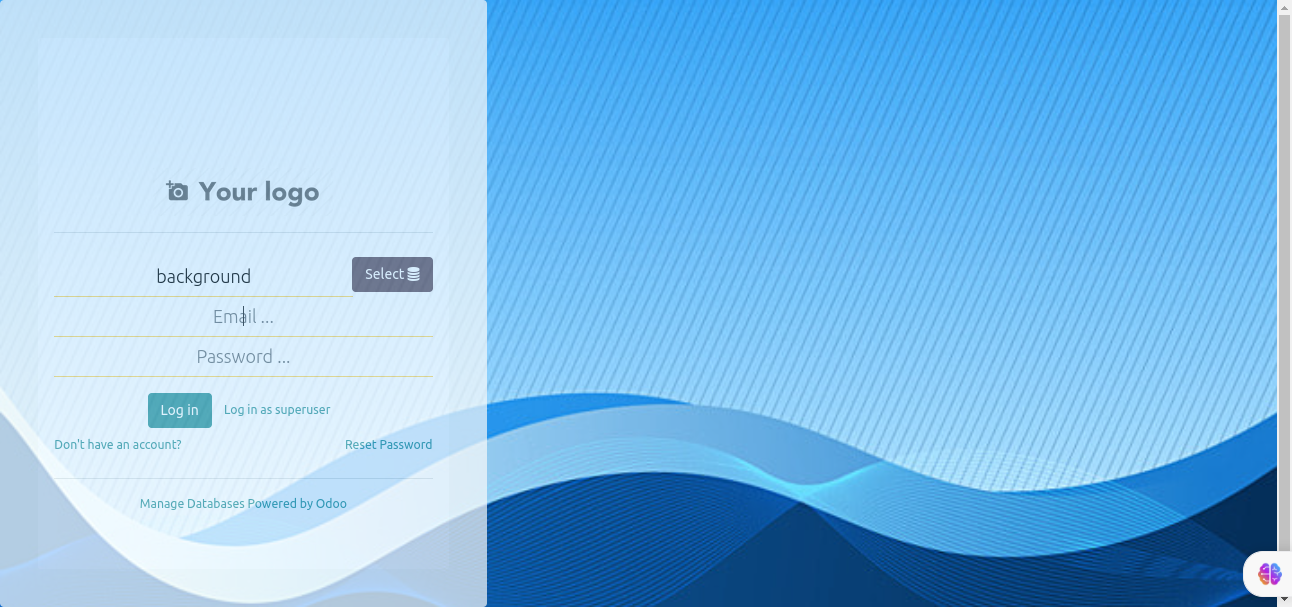 Your logo
background
Select
Email ...
Password ...
Log in
Log in as superuser
Don't have an account?
Reset Password
Manage Databases Powered by Odoo